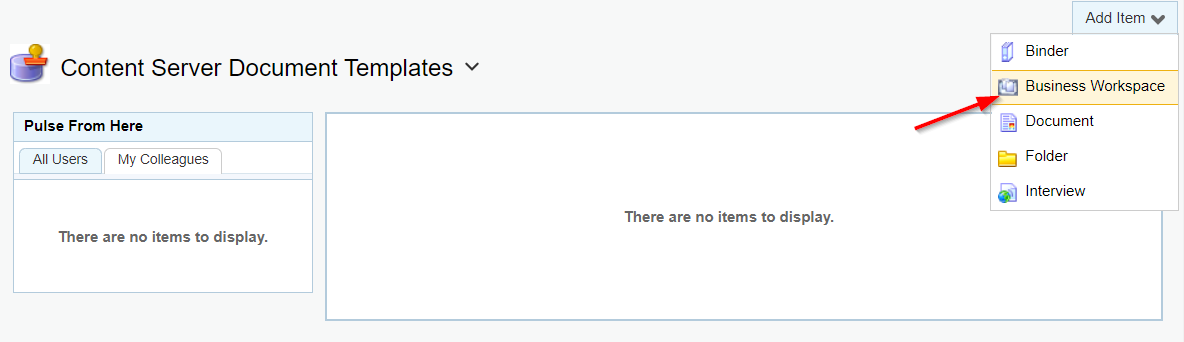 Add Item
Content Server Document Templates
Binder
Business Workspace
Document
Folder
Interview
Pulse From Here
All Users My Colleagues
There are no items to display.
There are no items to display.